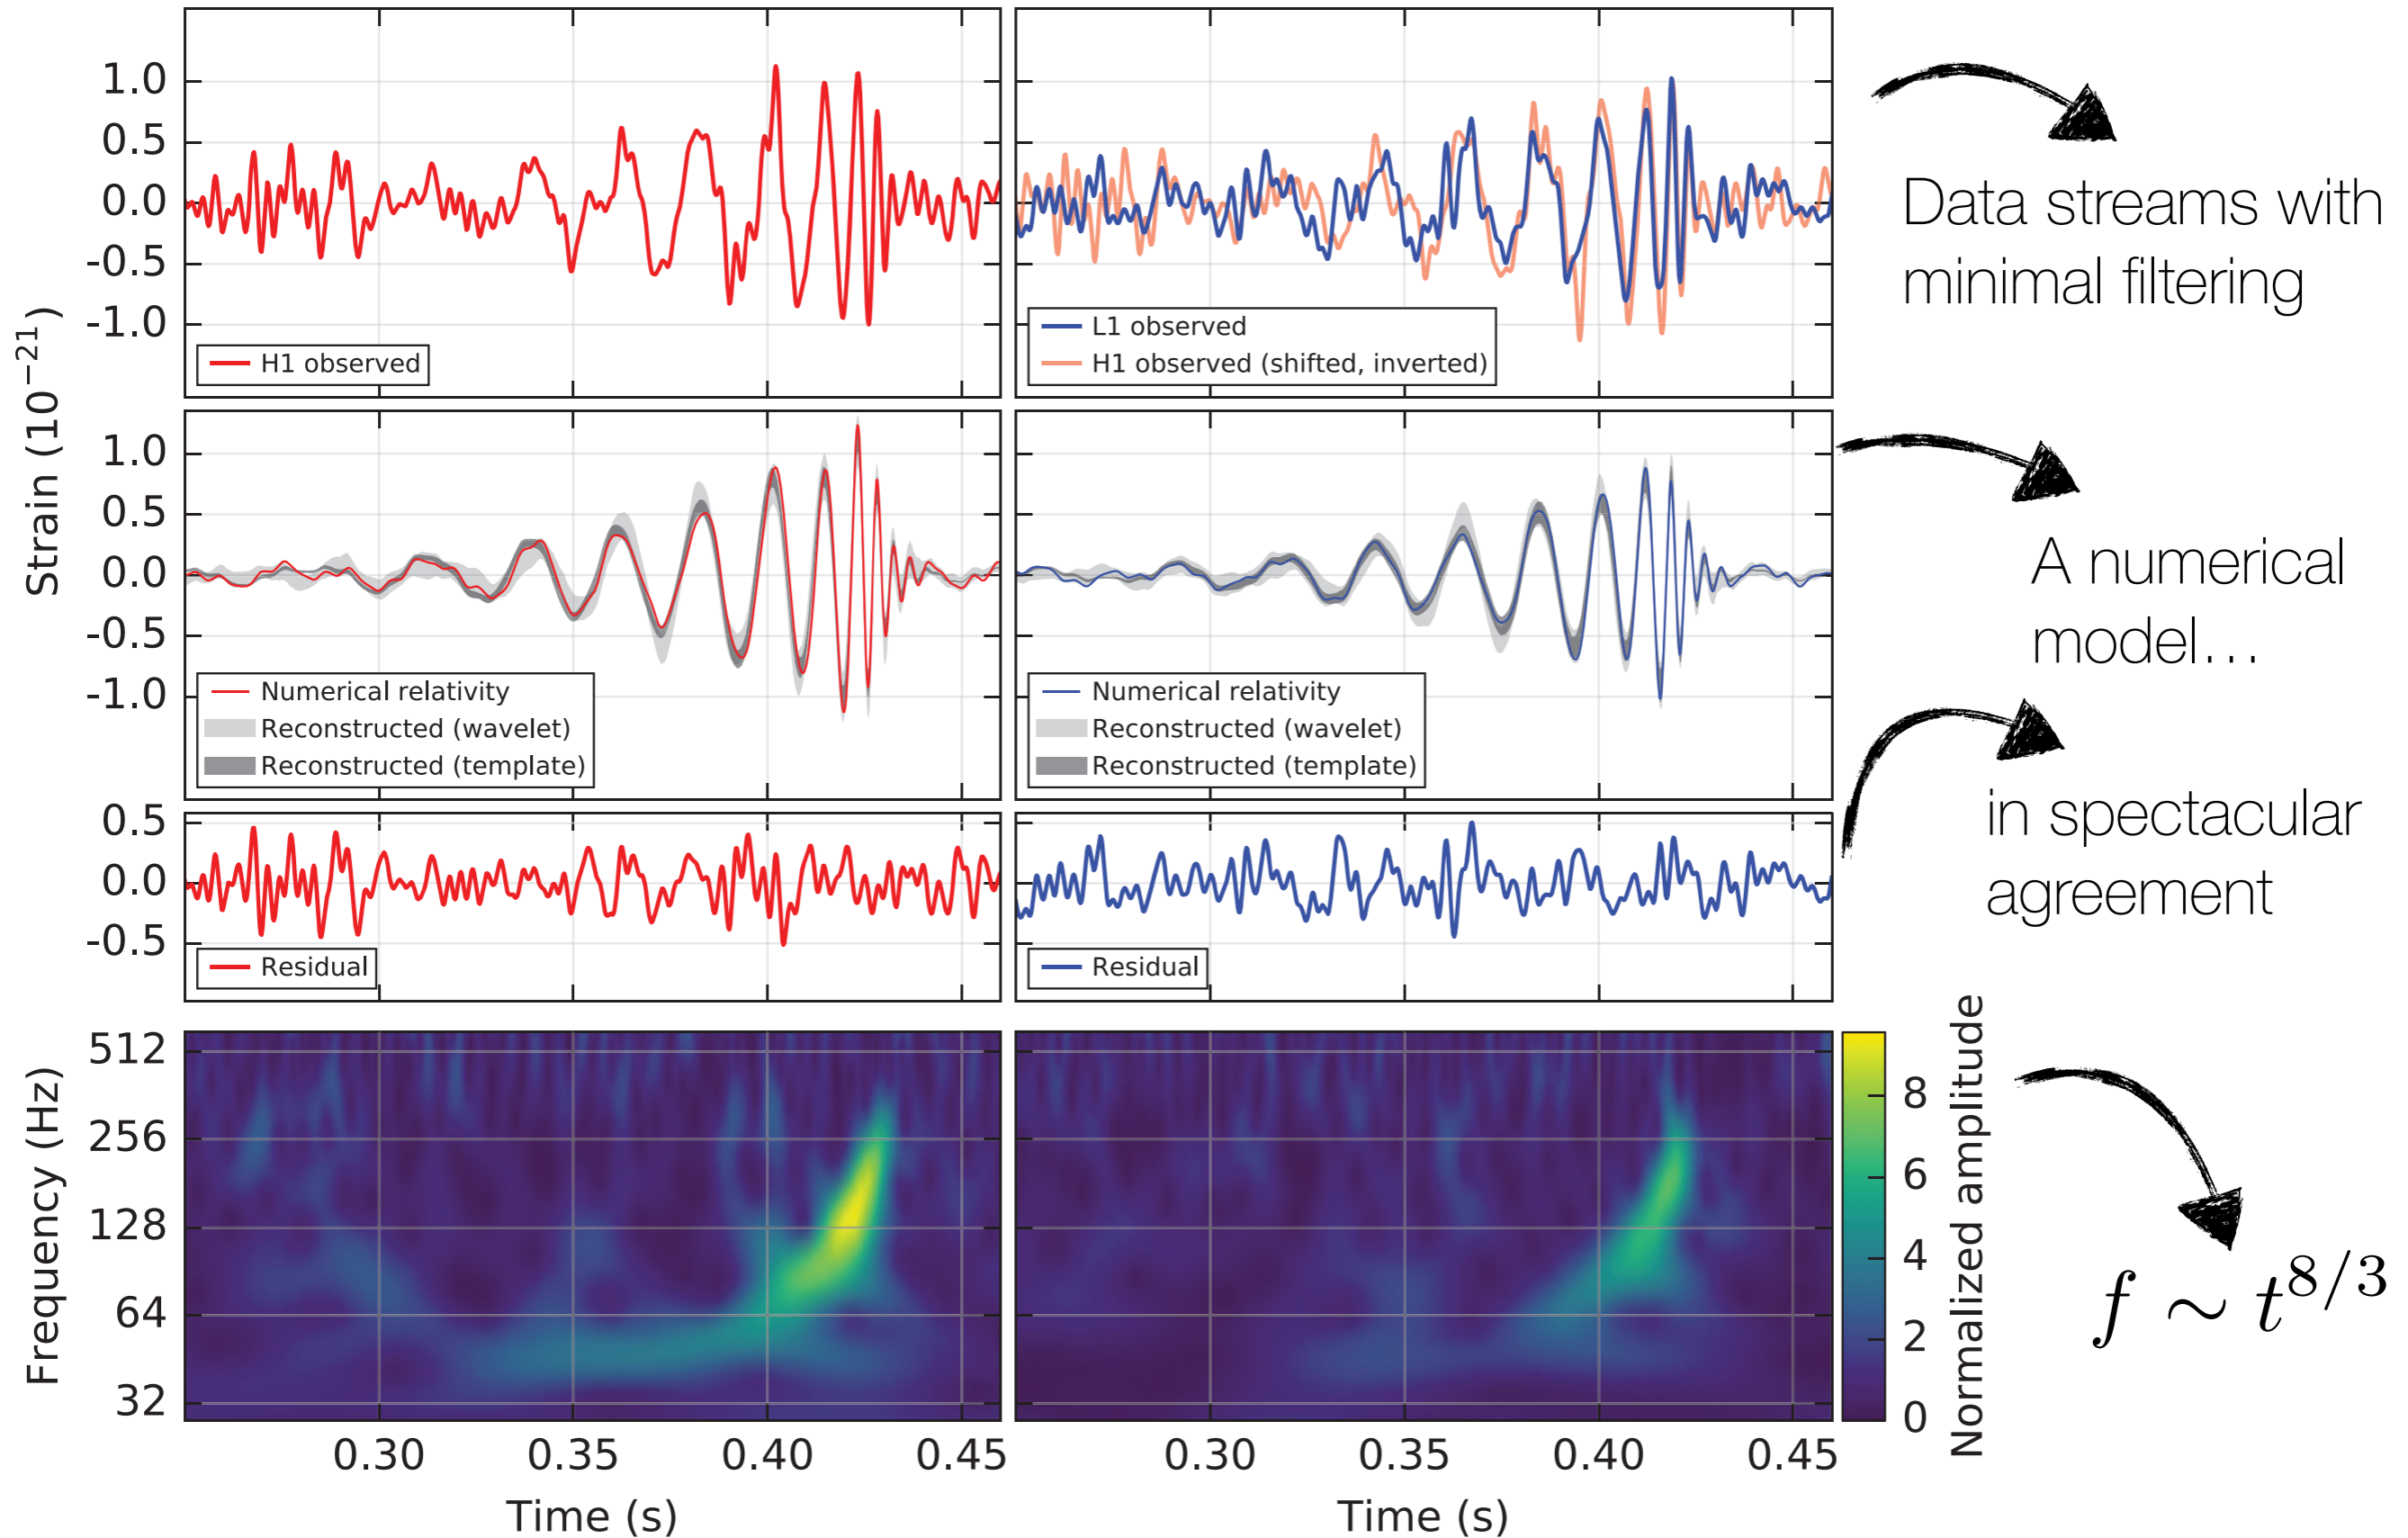 Strain (10⁻²¹)
1.0
0.5
0.0
-0.5
-1.0
H1 observed
L1 observed
H1 observed (shifted, inverted)
Data streams with
minimal filtering
1.0
0.5
0.0
-0.5
-1.0
Numerical relativity
Reconstructed (wavelet)
Reconstructed (template)
Numerical relativity
Reconstructed (wavelet)
Reconstructed (template)
A numerical
model…
0.5
0.0
-0.5
Residual
Residual
in spectacular
agreement
Frequency (Hz)
512
256
128
64
32
8
6
4
2
0
Normalized amplitude
f ∼ t^{8/3}
0.30 0.35 0.40 0.45
0.30 0.35 0.40 0.45
Time (s)
Time (s)